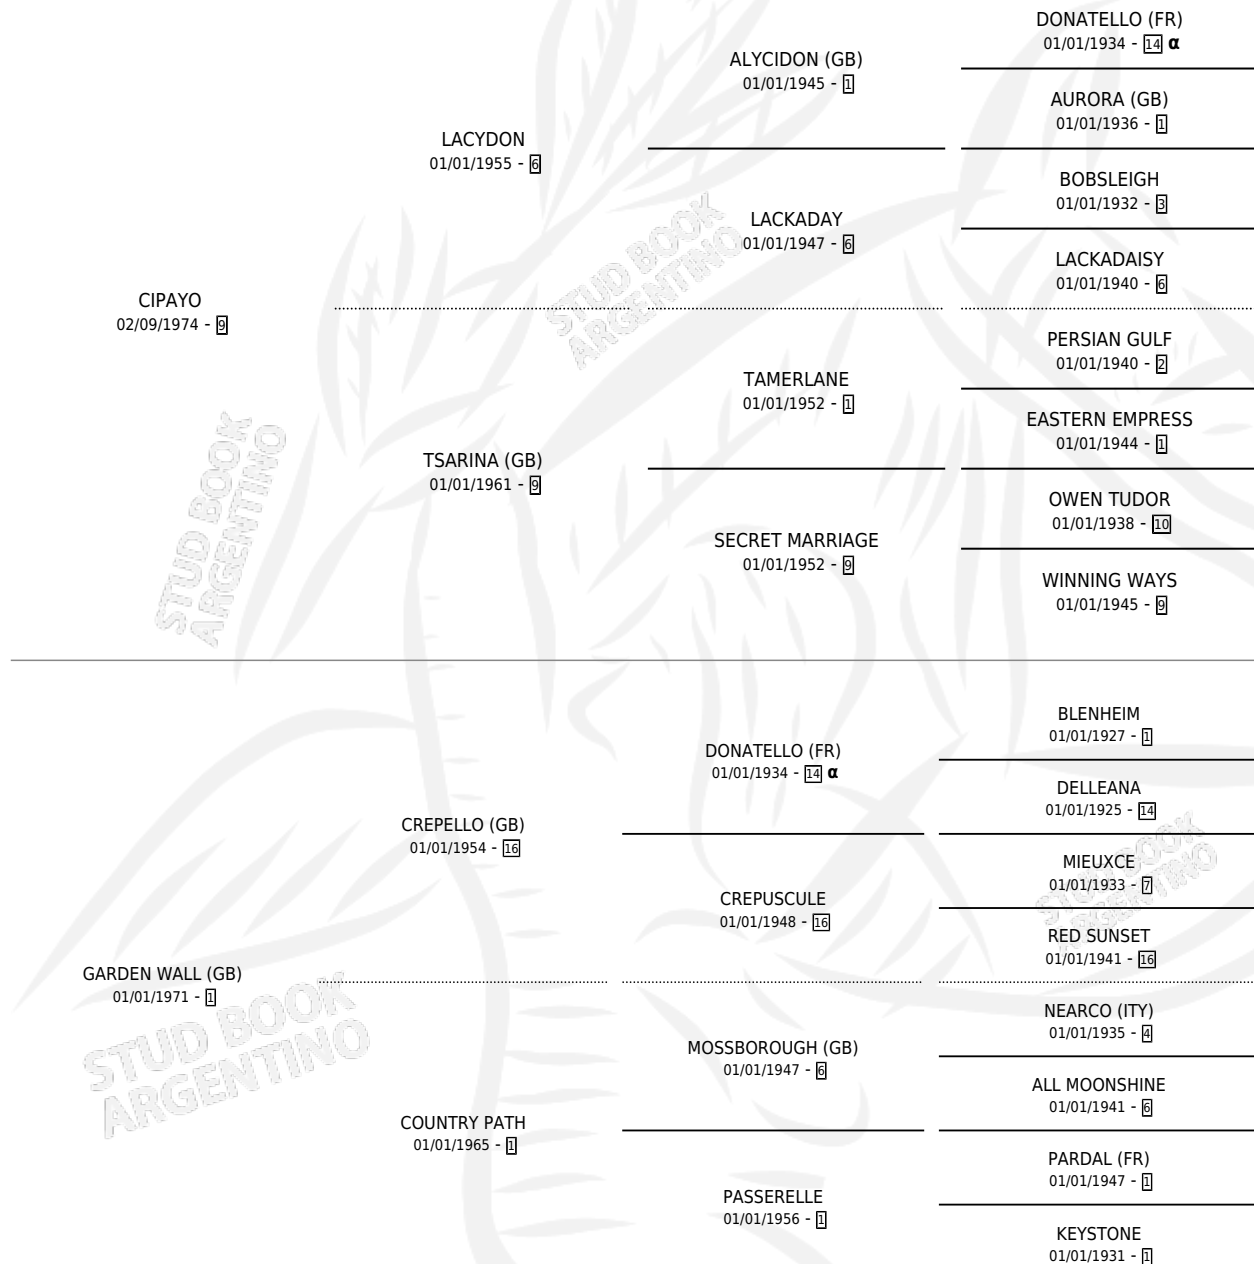 DONATELLO (FR)
01/01/1934 - 14 α
ALYCIDON (GB)
01/01/1945 - 1
AURORA (GB)
01/01/1936 - 1
LACYDON
01/01/1955 - 6
BOBSLEIGH
01/01/1932 - 3
LACKADAY
01/01/1947 - 6
LACKADAISY
01/01/1940 - 6
CIPAYO
02/09/1974 - 9
PERSIAN GULF
01/01/1940 - 2
TAMERLANE
01/01/1952 - 1
EASTERN EMPRESS
01/01/1944 - 1
TSARINA (GB)
01/01/1961 - 9
OWEN TUDOR
01/01/1938 - 10
SECRET MARRIAGE
01/01/1952 - 9
WINNING WAYS
01/01/1945 - 9
BLENHEIM
01/01/1927 - 1
DONATELLO (FR)
01/01/1934 - 14 α
DELLEANA
01/01/1925 - 14
CREPELLO (GB)
01/01/1954 - 16
MIEUXCE
01/01/1933 - 7
CREPUSCULE
01/01/1948 - 16
RED SUNSET
01/01/1941 - 16
GARDEN WALL (GB)
01/01/1971 - 1
NEARCO (ITY)
01/01/1935 - 4
MOSSBOROUGH (GB)
01/01/1947 - 6
ALL MOONSHINE
01/01/1941 - 6
COUNTRY PATH
01/01/1965 - 1
PARDAL (FR)
01/01/1947 - 1
PASSERELLE
01/01/1956 - 1
KEYSTONE
01/01/1931 - 1
STUD BOOK
ARGENTINO
STUD BOOK
ARGENTINO
STUD BOOK
ARGENTINO
STUD BOOK
ARGENTINO